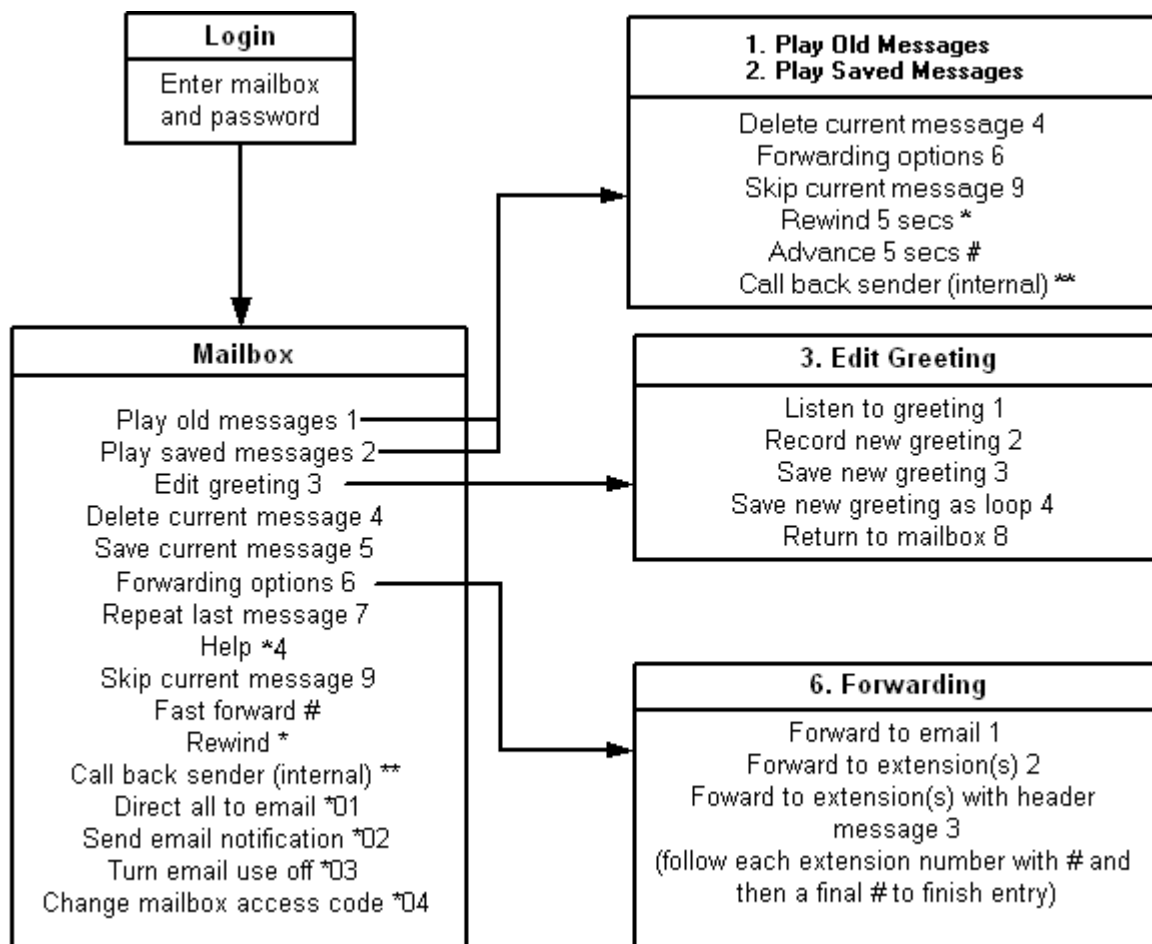 Login
Enter mailbox
and password
Mailbox
Play old messages 1
Play saved messages 2
Edit greeting 3
Delete current message 4
Save current message 5
Forwarding options 6
Repeat last message 7
Help *4
Skip current message 9
Fast forward #
Rewind *
Call back sender (internal) **
Direct all to email *01
Send email notification *02
Turn email use off *03
Change mailbox access code *04
1. Play Old Messages
2. Play Saved Messages
Delete current message 4
Forwarding options 6
Skip current message 9
Rewind 5 secs *
Advance 5 secs #
Call back sender (internal) **
3. Edit Greeting
Listen to greeting 1
Record new greeting 2
Save new greeting 3
Save new greeting as loop 4
Return to mailbox 8
6. Forwarding
Forward to email 1
Forward to extension(s) 2
Foward to extension(s) with header
message 3
(follow each extension number with # and
then a final # to finish entry)